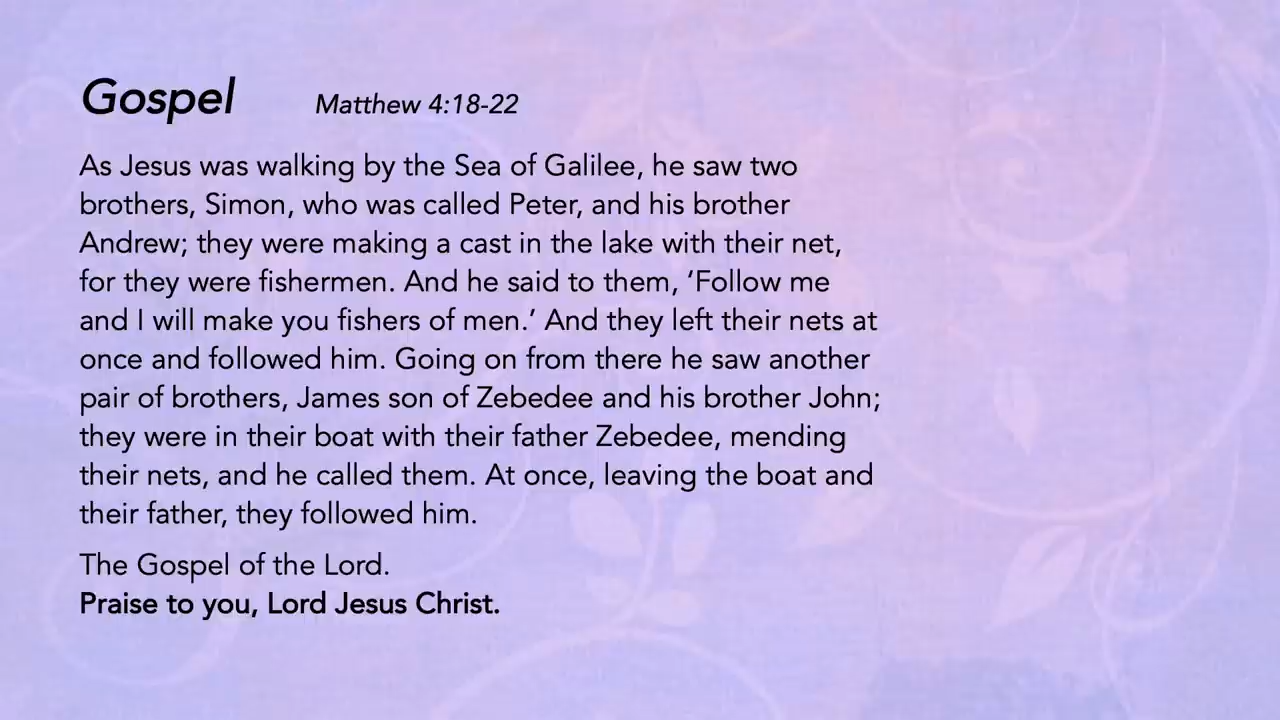 Gospel Matthew 4:18-22
As Jesus was walking by the Sea of Galilee, he saw two
brothers, Simon, who was called Peter, and his brother
Andrew; they were making a cast in the lake with their net,
for they were fishermen. And he said to them, ‘Follow me
and I will make you fishers of men.’ And they left their nets at
once and followed him. Going on from there he saw another
pair of brothers, James son of Zebedee and his brother John;
they were in their boat with their father Zebedee, mending
their nets, and he called them. At once, leaving the boat and
their father, they followed him.
The Gospel of the Lord.
Praise to you, Lord Jesus Christ.